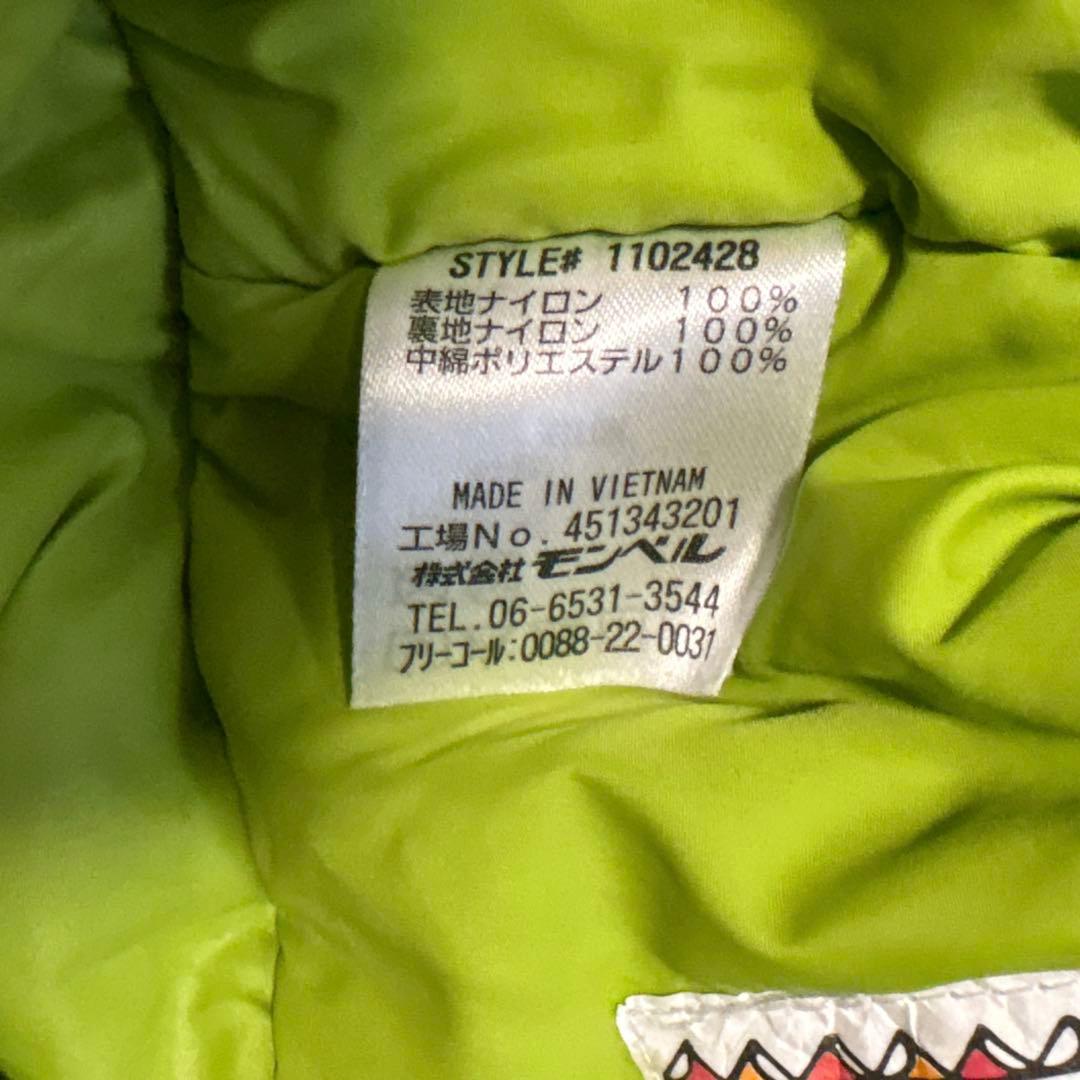 STYLE# 1102428
表地ナイロン 100%
裏地ナイロン 100%
中綿ポリエステル100%
MADE IN VIETNAM
工場No. 451343201
株式会社モンベル
TEL.06-6531-3544
フリーコール:0088-22-0031